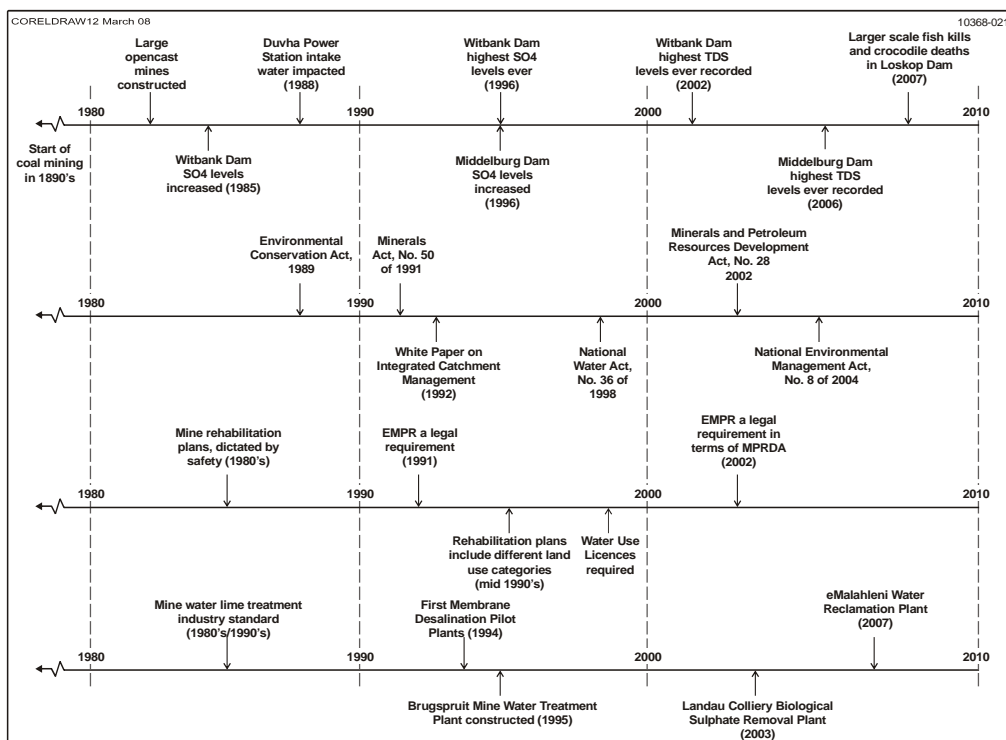 CORELDRAW12 March 08
10368-021
Large
opencast
mines
constructed
Duvha Power
Station intake
water impacted
(1988)
Witbank Dam
highest SO4
levels ever
(1996)
Witbank Dam
highest TDS
levels ever recorded
(2002)
Larger scale fish kills
and crocodile deaths
in Loskop Dam
(2007)
1980
1990
2000
2010
Start of
coal mining
in 1890's
Witbank Dam
SO4 levels
increased (1985)
Middelburg Dam
SO4 levels
increased
(1996)
Middelburg Dam
highest TDS
levels ever recorded
(2006)
Environmental
Conservation Act,
1989
Minerals
Act, No. 50
of 1991
Minerals and Petroleum
Resources Development
Act, No. 28
2002
1980
1990
2000
2010
White Paper on
Integrated Catchment
Management
(1992)
National
Water Act,
No. 36 of
1998
National Environmental
Management Act,
No. 8 of 2004
Mine rehabilitation
plans, dictated by
safety (1980's)
EMPR a legal
requirement
(1991)
EMPR a legal
requirement in
terms of MPRDA
(2002)
1980
1990
2000
2010
Rehabilitation plans
include different land
use categories
(mid 1990's)
Water Use
Licences
required
Mine water lime treatment
industry standard
(1980's/1990's)
First Membrane
Desalination Pilot
Plants (1994)
eMalahleni Water
Reclamation Plant
(2007)
1980
1990
2000
2010
Brugspruit Mine Water Treatment
Plant constructed (1995)
Landau Colliery Biological
Sulphate Removal Plant
(2003)